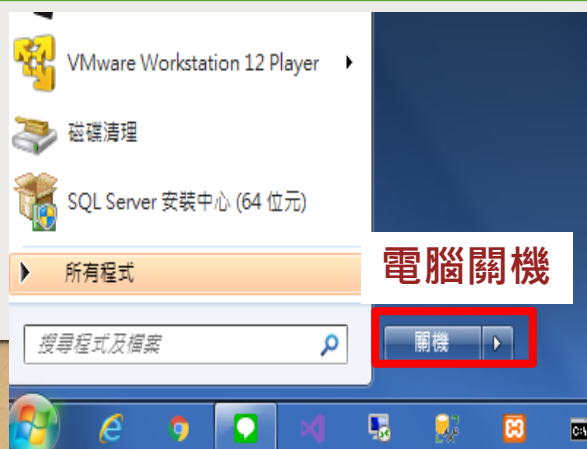 VMware Workstation 12 Player
磁碟清理
SQL Server 安裝中心 (64 位元)
所有程式
電腦關機
搜尋程式及檔案
關機
C:\